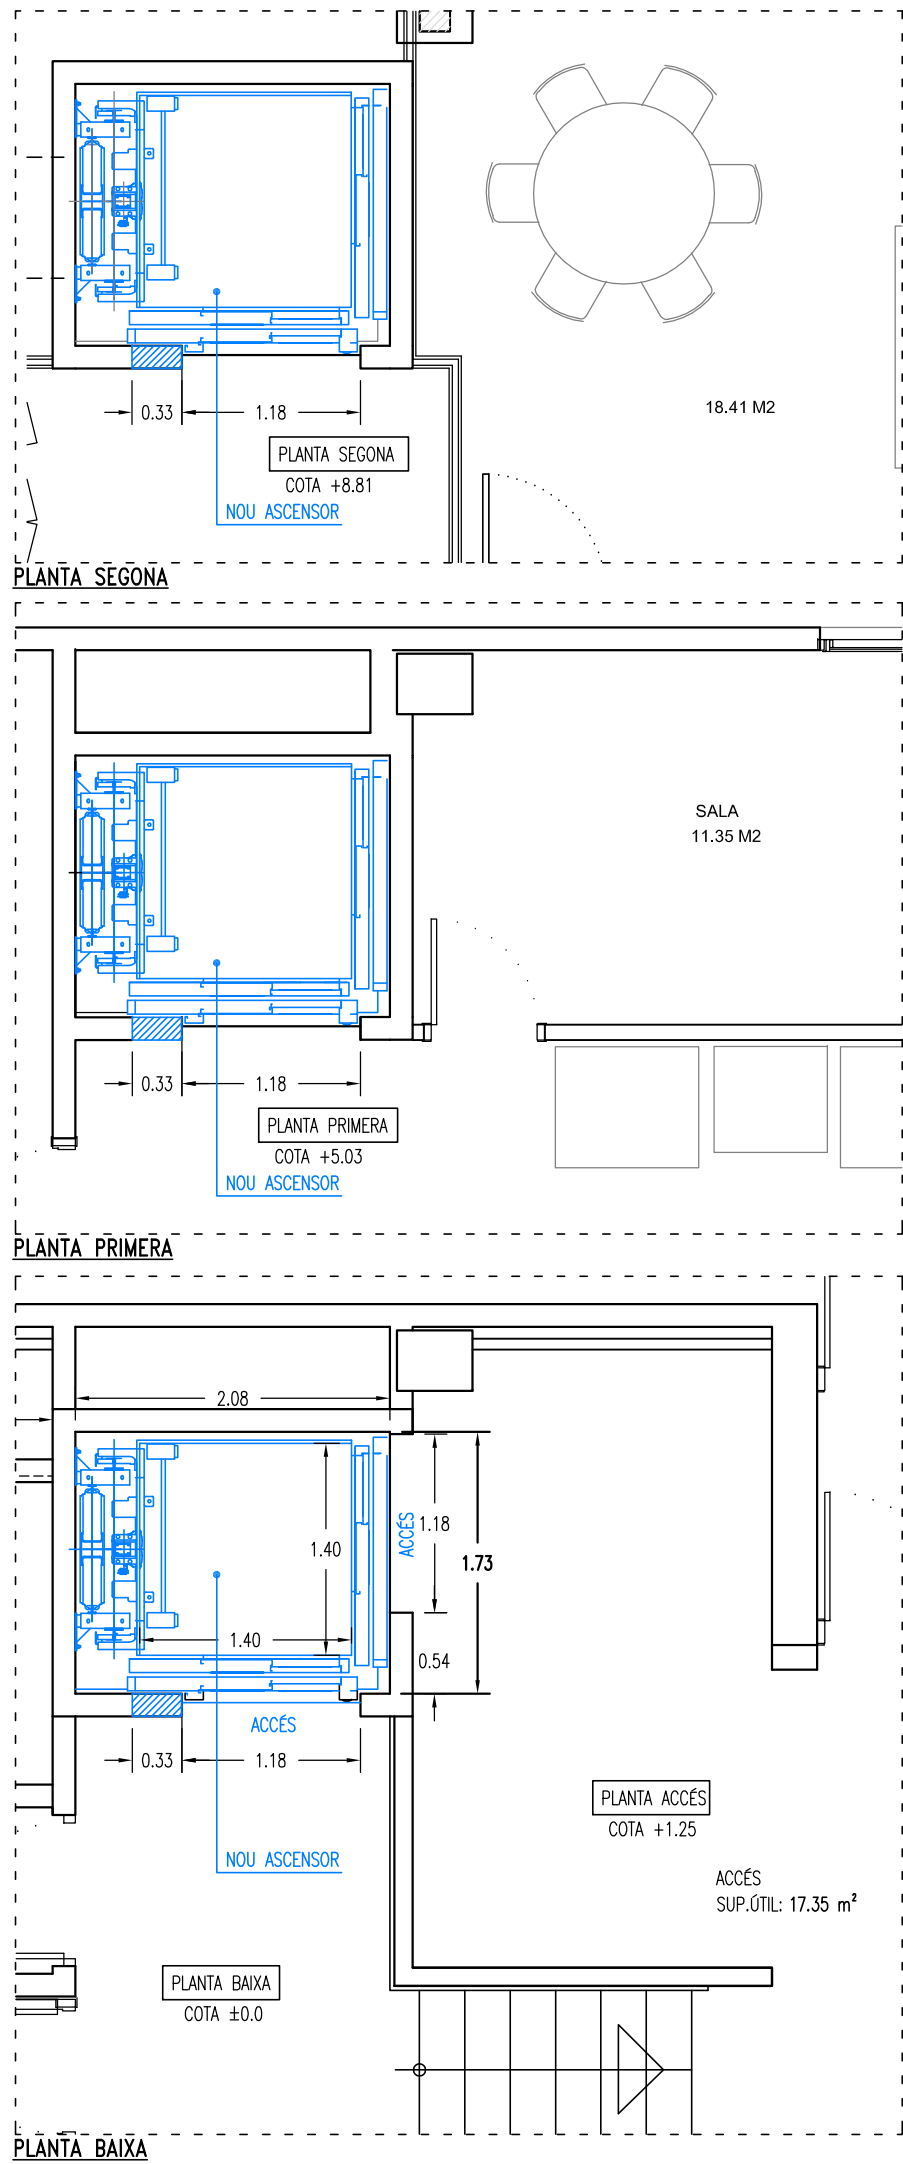 18.41 M2
0.33
1.18
PLANTA SEGONA
COTA +8.81
NOU ASCENSOR
PLANTA SEGONA
SALA
11.35 M2
0.33
1.18
PLANTA PRIMERA
COTA +5.03
NOU ASCENSOR
PLANTA PRIMERA
2.08
ACCÉS
1.18
1.40
1.73
1.40
0.54
ACCÉS
0.33
1.18
PLANTA ACCÉS
COTA +1.25
NOU ASCENSOR
ACCÉS
SUP.ÚTIL: 17.35 m²
PLANTA BAIXA
COTA ±0.0
PLANTA BAIXA